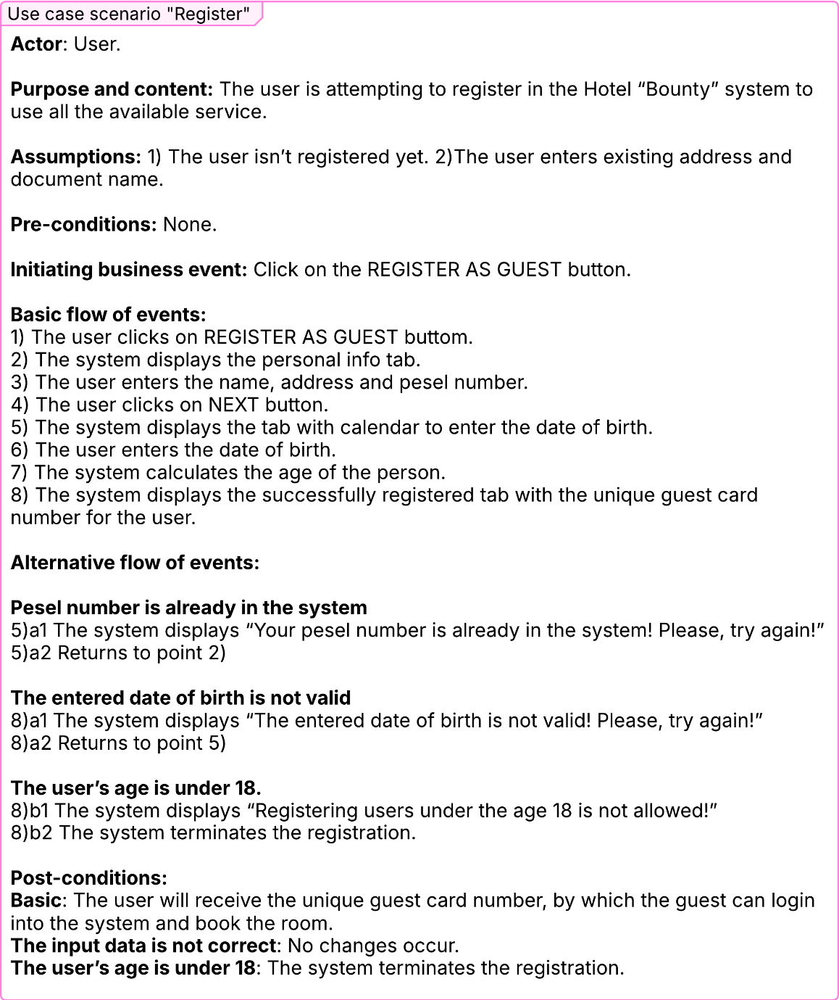 Use case scenario "Register"
Actor: User.
Purpose and content: The user is attempting to register in the Hotel “Bounty” system to
use all the available service.
Assumptions: 1) The user isn’t registered yet. 2)The user enters existing address and
document name.
Pre-conditions: None.
Initiating business event: Click on the REGISTER AS GUEST button.
Basic flow of events:
1) The user clicks on REGISTER AS GUEST buttom.
2) The system displays the personal info tab.
3) The user enters the name, address and pesel number.
4) The user clicks on NEXT button.
5) The system displays the tab with calendar to enter the date of birth.
6) The user enters the date of birth.
7) The system calculates the age of the person.
8) The system displays the successfully registered tab with the unique guest card
number for the user.
Alternative flow of events:
Pesel number is already in the system
5)a1 The system displays “Your pesel number is already in the system! Please, try again!”
5)a2 Returns to point 2)
The entered date of birth is not valid
8)a1 The system displays “The entered date of birth is not valid! Please, try again!”
8)a2 Returns to point 5)
The user’s age is under 18.
8)b1 The system displays “Registering users under the age 18 is not allowed!”
8)b2 The system terminates the registration.
Post-conditions:
Basic: The user will receive the unique guest card number, by which the guest can login
into the system and book the room.
The input data is not correct: No changes occur.
The user’s age is under 18: The system terminates the registration.